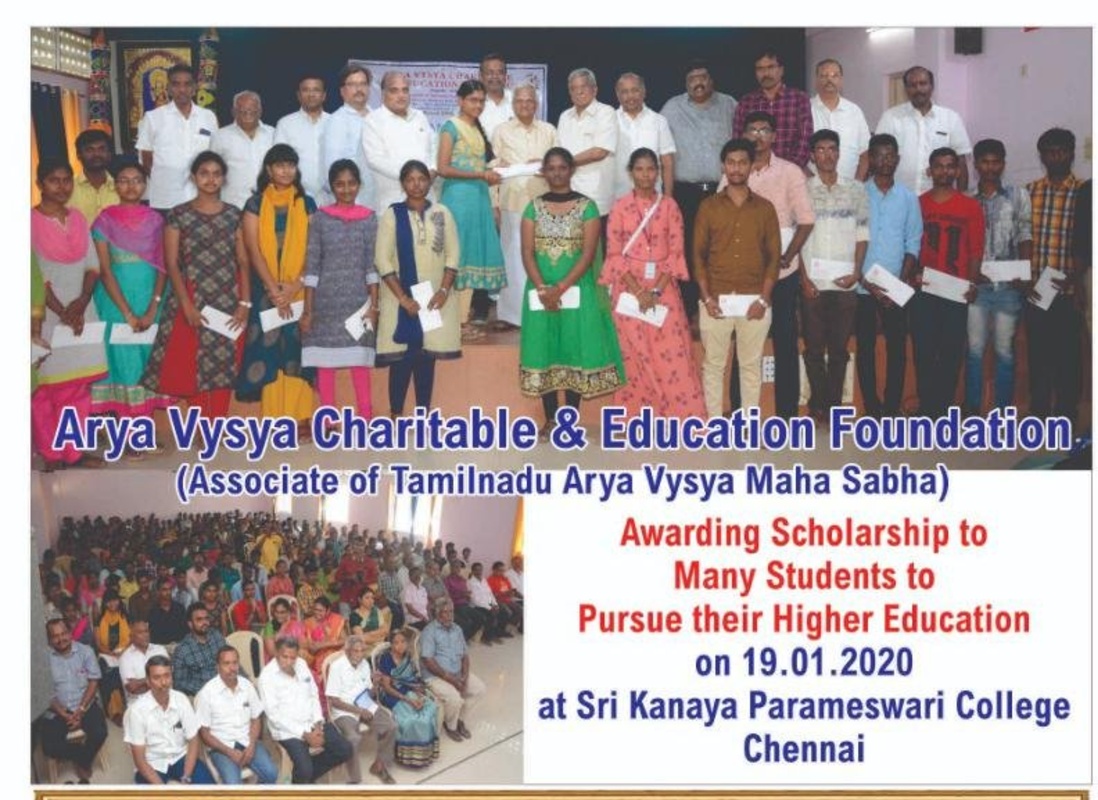 Arya Vysya Charitable & Education Foundation
(Associate of Tamilnadu Arya Vysya Maha Sabha)
Awarding Scholarship to
Many Students to
Pursue their Higher Education
on 19.01.2020
at Sri Kanaya Parameswari College
Chennai